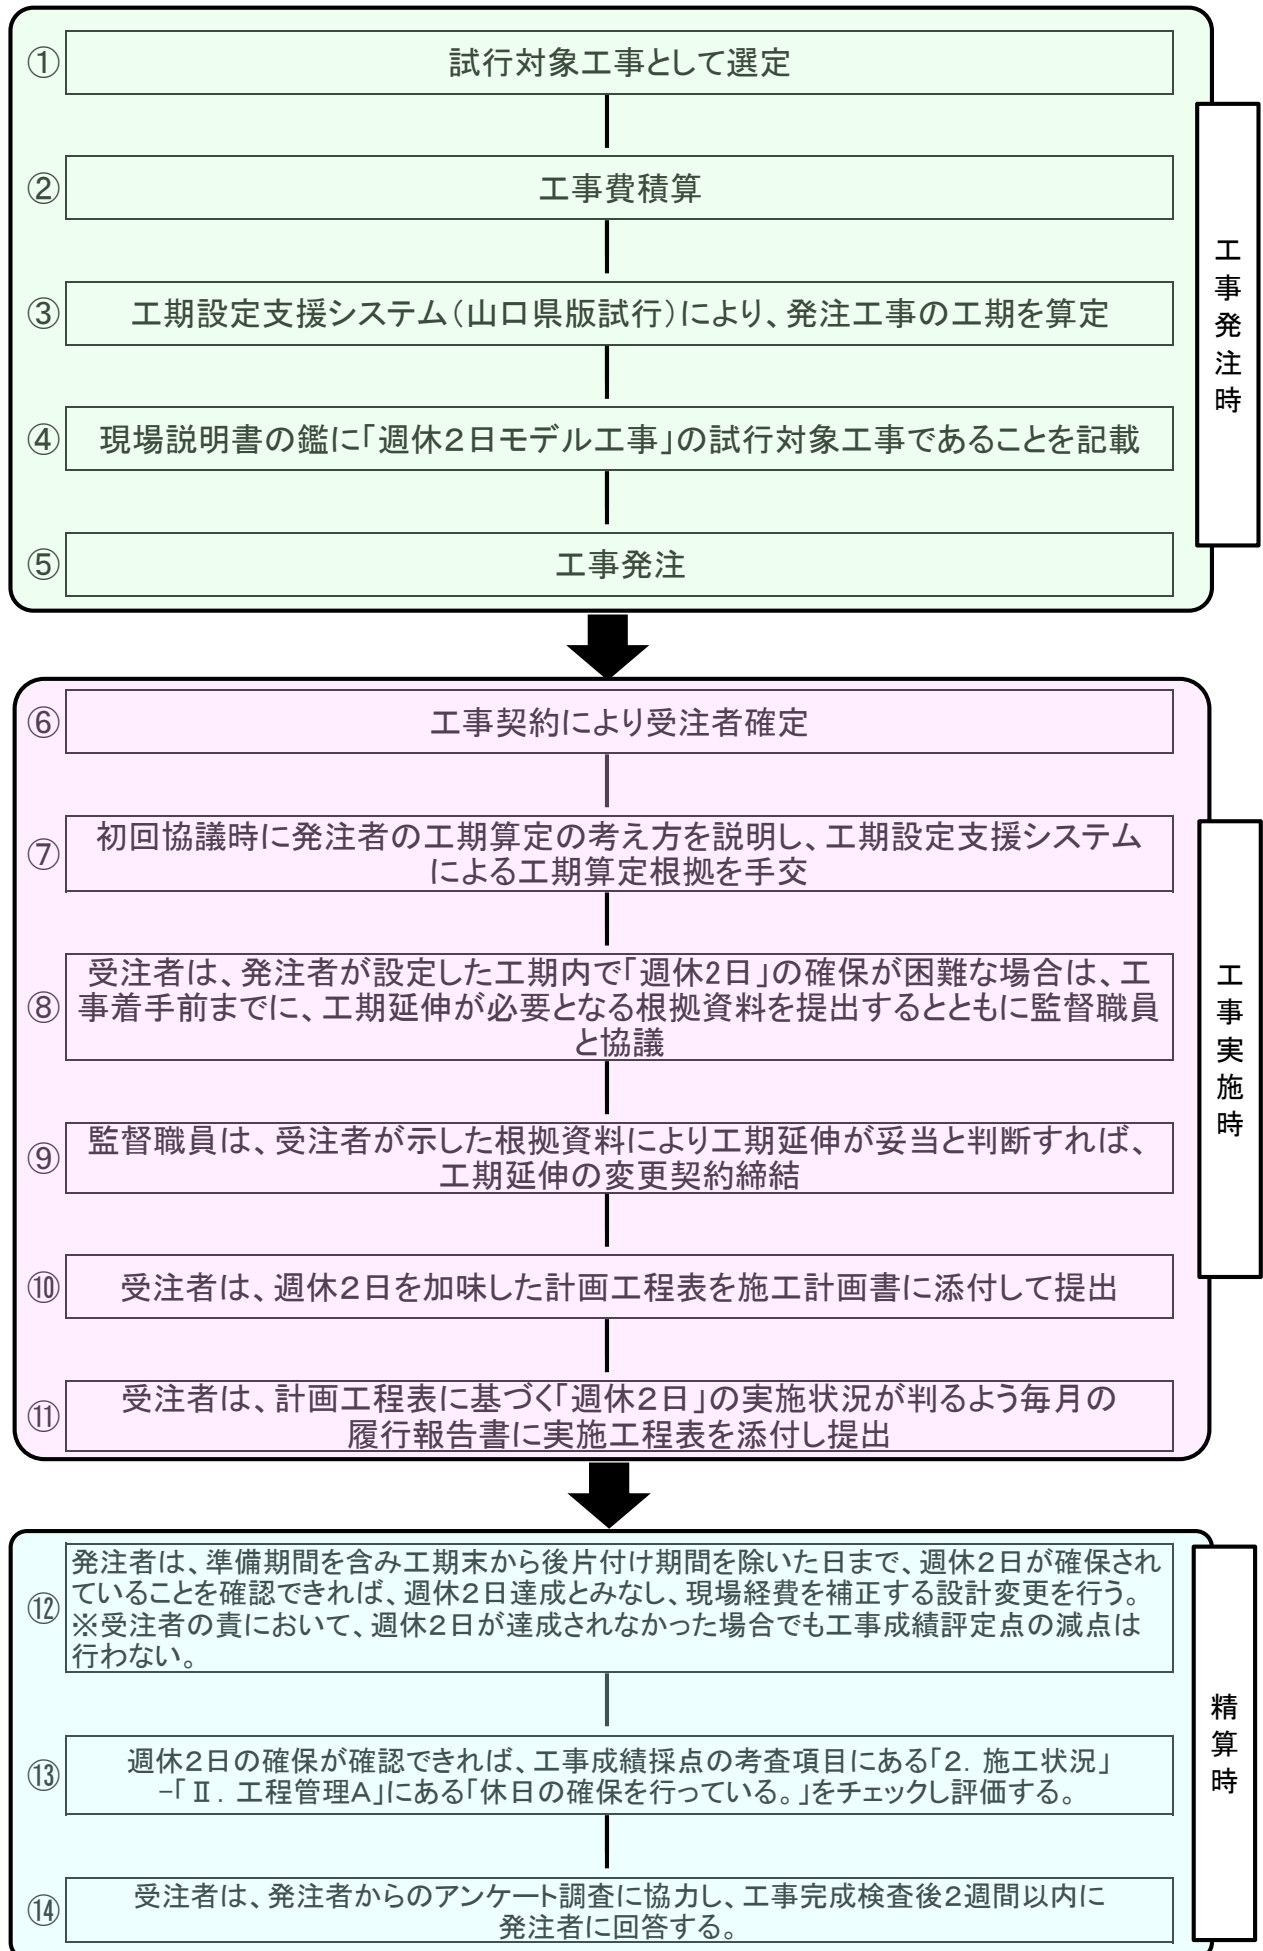 ①
試行対象工事として選定
②
工事費積算
③
工期設定支援システム（山口県版試行）により、発注工事の工期を算定
④
現場説明書の鑑に「週休２日モデル工事」の試行対象工事であることを記載
⑤
工事発注
工事発注時
⑥
工事契約により受注者確定
⑦
初回協議時に発注者の工期算定の考え方を説明し、工期設定支援システム
による工期算定根拠を手交
⑧
受注者は、発注者が設定した工期内で「週休2日」の確保が困難な場合は、工
事着手前までに、工期延伸が必要となる根拠資料を提出するとともに監督職員
と協議
⑨
監督職員は、受注者が示した根拠資料により工期延伸が妥当と判断すれば、
工期延伸の変更契約締結
⑩
受注者は、週休２日を加味した計画工程表を施工計画書に添付して提出
⑪
受注者は、計画工程表に基づく「週休２日」の実施状況が判るよう毎月の
履行報告書に実施工程表を添付し提出
工事実施時
⑫
発注者は、準備期間を含み工期末から後片付け期間を除いた日まで、週休２日が確保され
ていることを確認できれば、週休２日達成とみなし、現場経費を補正する設計変更を行う。
※受注者の責において、週休２日が達成されなかった場合でも工事成績評定点の減点は
行わない。
⑬
週休２日の確保が確認できれば、工事成績採点の考査項目にある「２．施工状況」
－「Ⅱ．工程管理Ａ」にある「休日の確保を行っている。」をチェックし評価する。
⑭
受注者は、発注者からのアンケート調査に協力し、工事完成検査後２週間以内に
発注者に回答する。
精算時